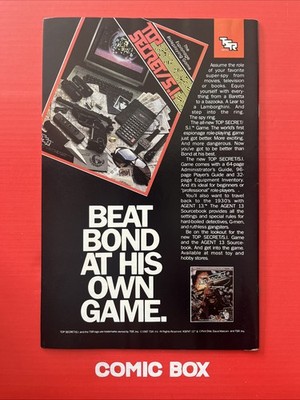 TSR
The
TOP
SECRET/S.I.
Assume the role
of your favorite
super-spy from
movies, television
or books. Equip
yourself with every-
thing from a Baretta
to a bazooka. A Lear to
a Lamborghini. And
step into the ring.
The spy ring.
The all-new TOP SECRET/
S.I.™ Game. The world's first
espionage role-playing game
just got better. More exciting.
And more dangerous. Now
you've got to be better than
Bond at his best.
The new TOP SECRET/S.I.
Game comes with a 64-page
Administrator's Guide, 96-
page Player's Guide and 32-
page Equipment Inventory.
And it's ideal for beginners or
"professional" role players.
You'll also want to travel
back to the 1930's with
AGENT 13.™ The AGENT 13
Sourcebook provides all the
settings and special rules for
hard boiled detectives, G-men,
and ruthless gangsters.
Be on the lookout for the
new TOP SECRET/S.I. Game
and the AGENT 13 Source-
book. And get into the game.
Available at most toy and
hobby stores.
BEAT
BOND
AT HIS
OWN
GAME.
COMIC BOX